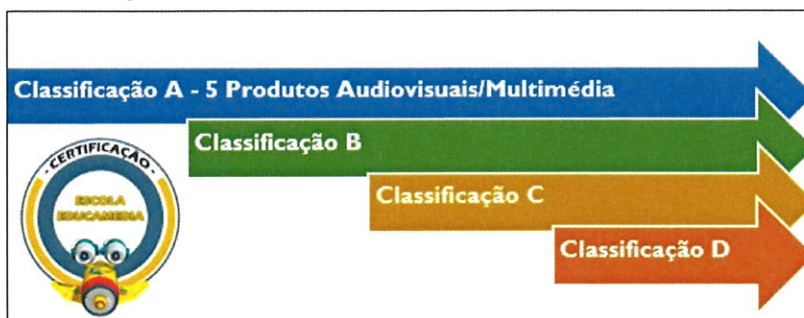 Classificação A - 5 Produtos Audiovisuais/Multimédia
Classificação B
- CERTIFICAÇÃO -
Classificação C
ESCOLA
EDUCAMEDIA
Classificação D